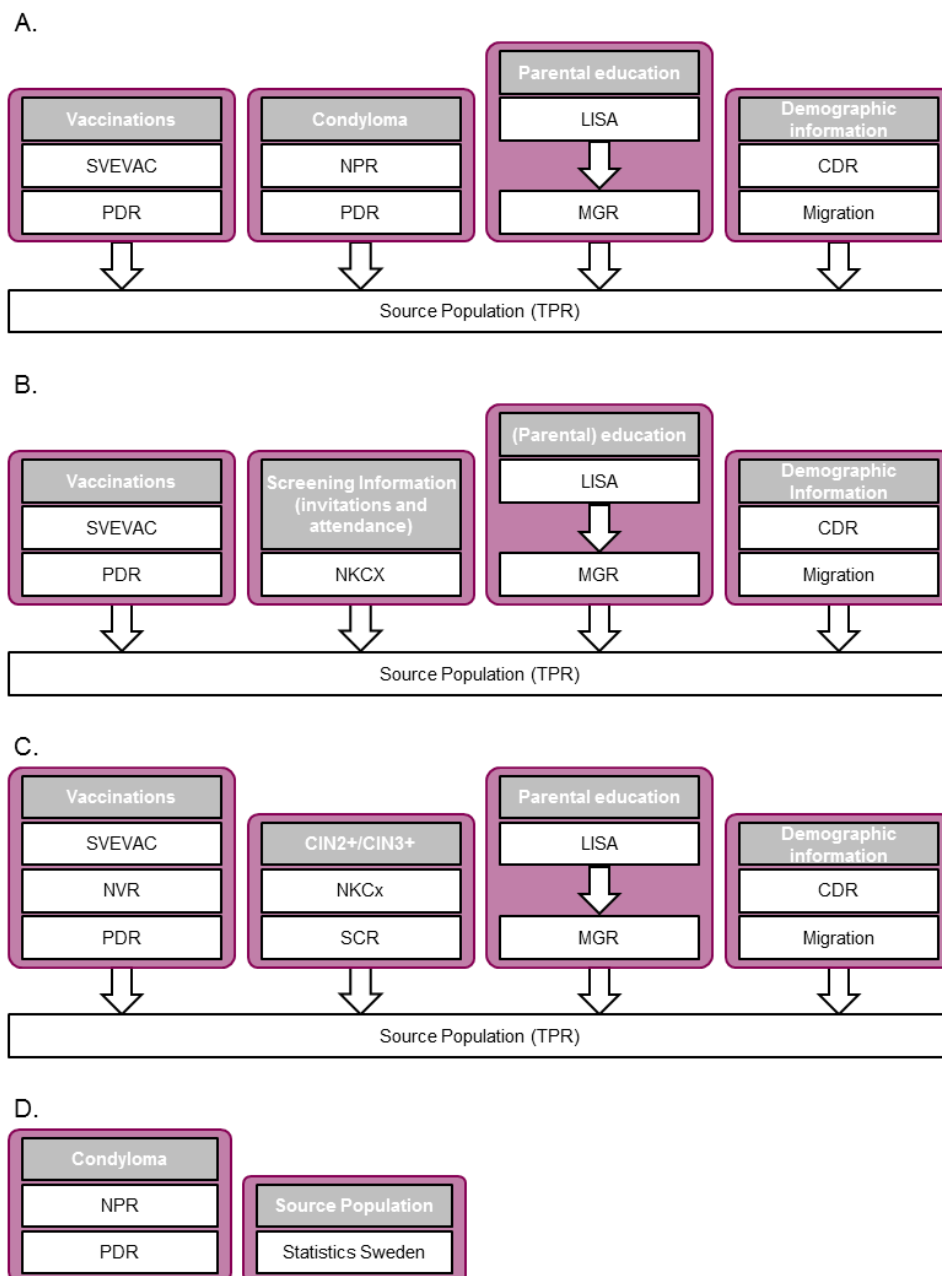 A.
Vaccinations
SVEVAC
PDR
Condyloma
NPR
PDR
Parental education
LISA
MGR
Demographic
information
CDR
Migration
Source Population (TPR)
B.
Vaccinations
SVEVAC
PDR
Screening Information
(invitations and
attendance)
NKCX
(Parental) education
LISA
MGR
Demographic
Information
CDR
Migration
Source Population (TPR)
C.
Vaccinations
SVEVAC
NVR
PDR
CIN2+/CIN3+
NKCx
SCR
Parental education
LISA
MGR
Demographic
information
CDR
Migration
Source Population (TPR)
D.
Condyloma
NPR
PDR
Source Population
Statistics Sweden